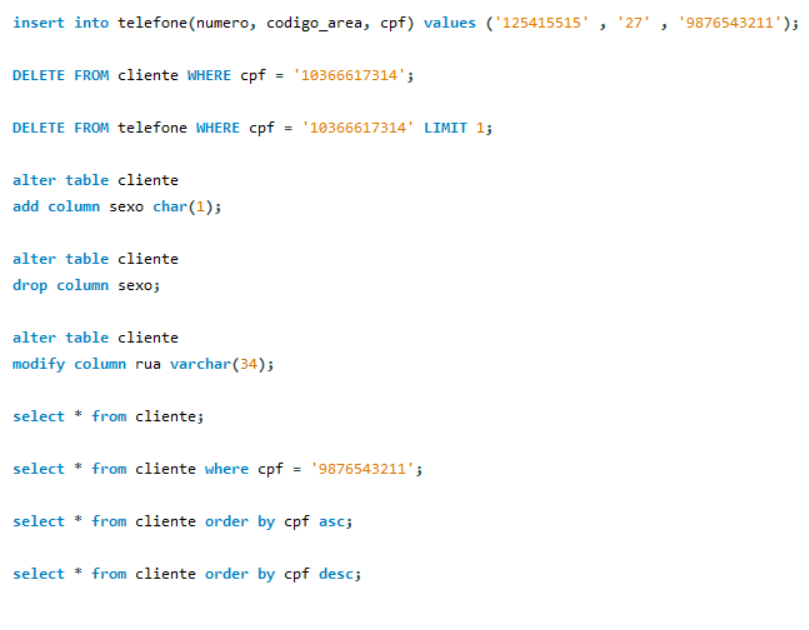 insert into telefone(numero, codigo_area, cpf) values ('125415515' , '27' , '9876543211');
DELETE FROM cliente WHERE cpf = '10366617314';
DELETE FROM telefone WHERE cpf = '10366617314' LIMIT 1;
alter table cliente
add column sexo char(1);
alter table cliente
drop column sexo;
alter table cliente
modify column rua varchar(34);
select * from cliente;
select * from cliente where cpf = '9876543211';
select * from cliente order by cpf asc;
select * from cliente order by cpf desc;